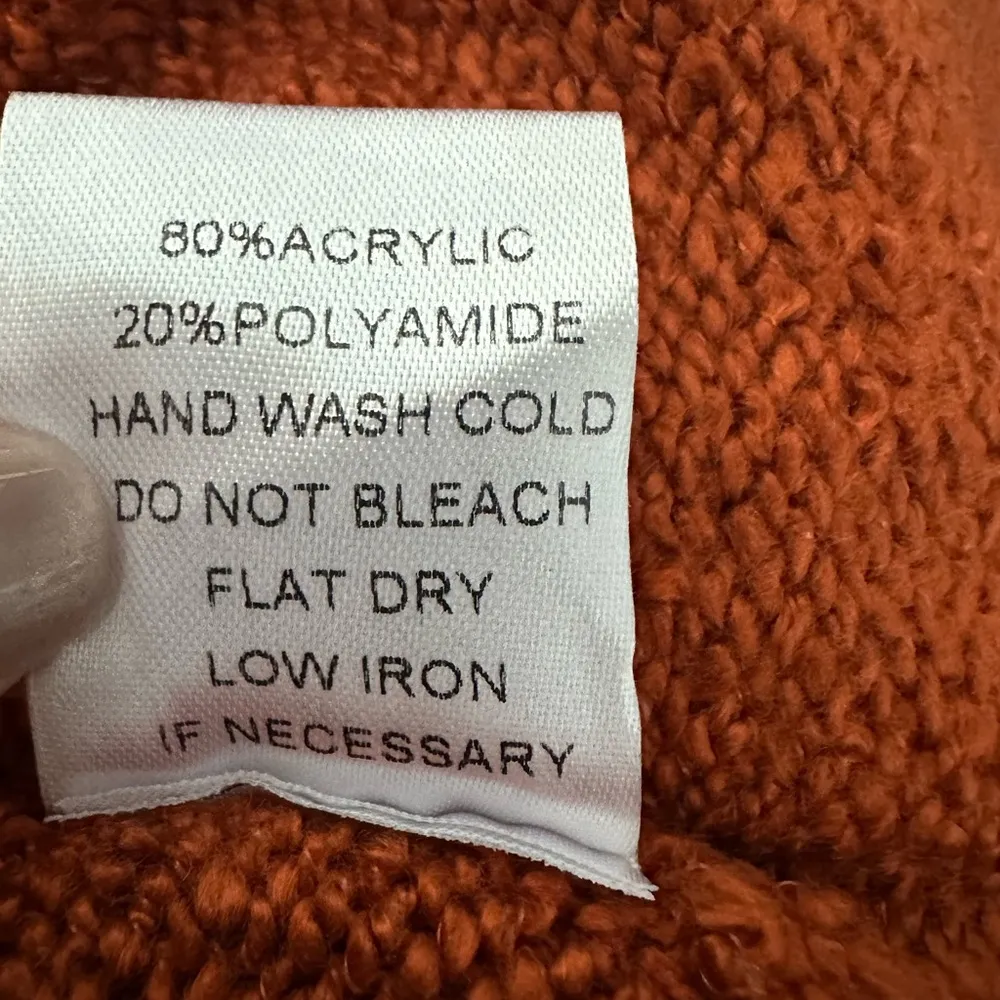 80%ACRYLIC
20%POLYAMIDE
HAND WASH COLD
DO NOT BLEACH
FLAT DRY
LOW IRON
IF NECESSARY